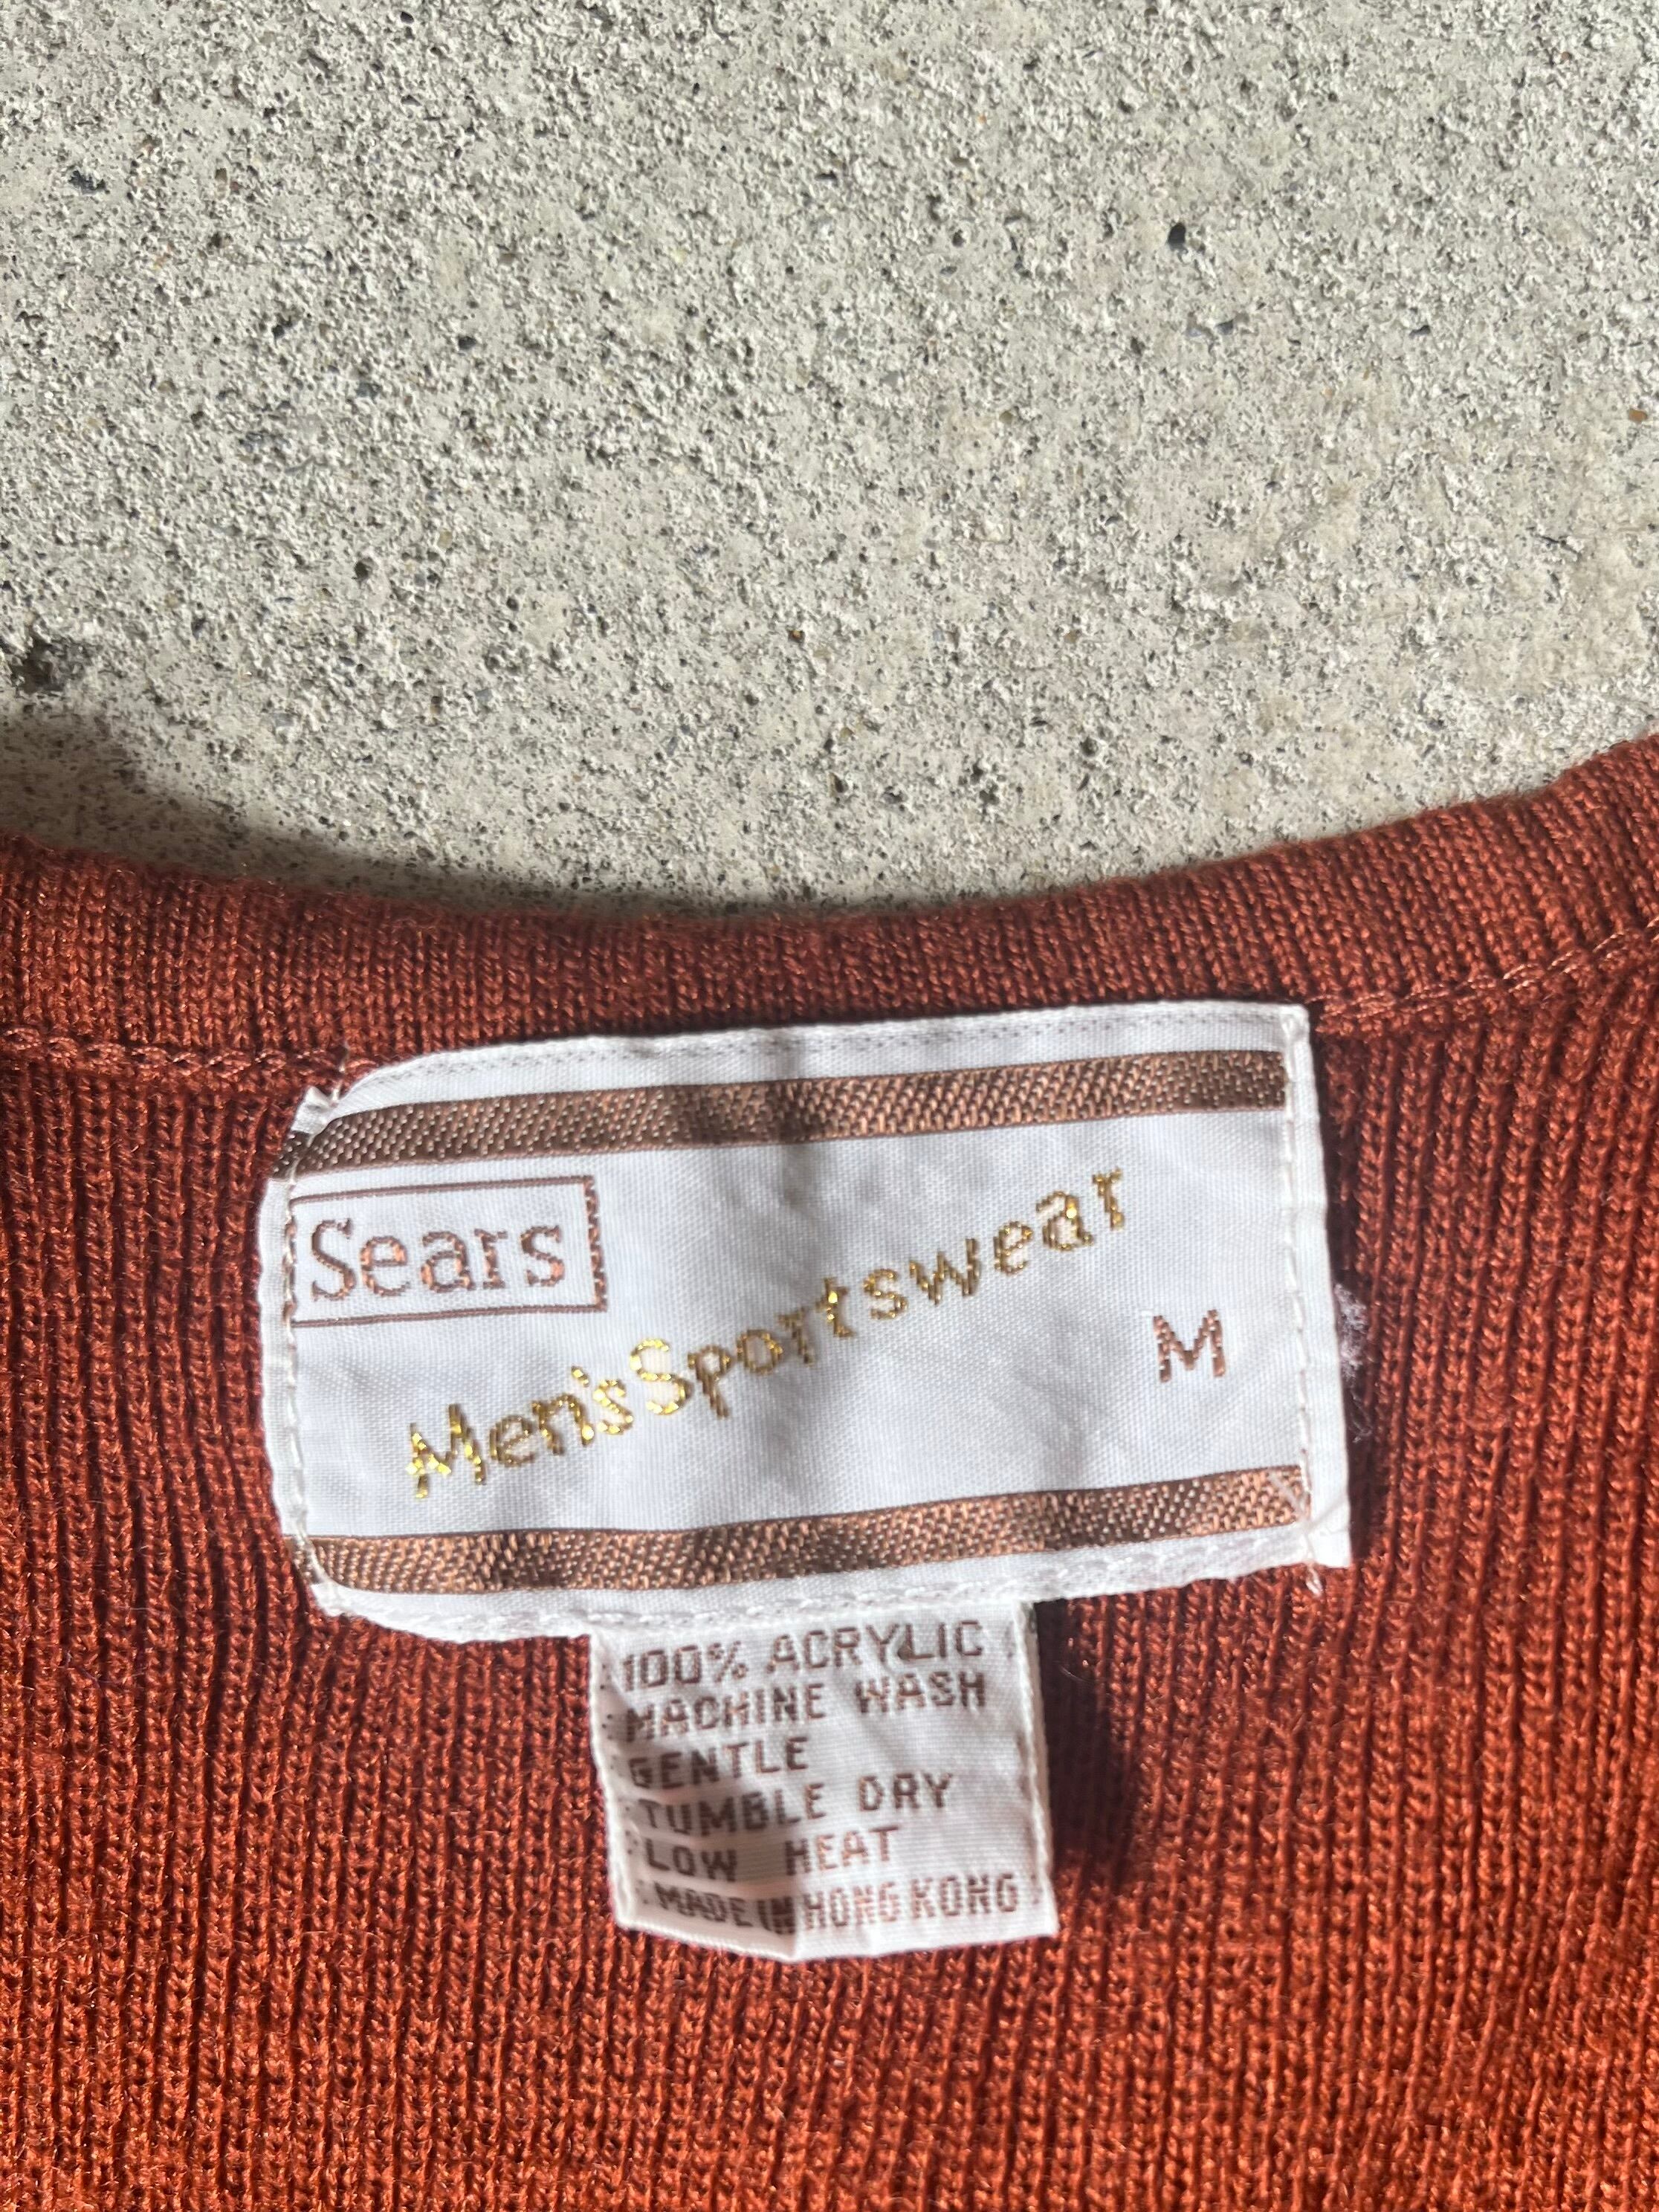 Sears
Men's Sportswear
M
100% ACRYLIC
MACHINE WASH
GENTLE
TUMBLE DRY
LOW HEAT
MADE IN HONG KONG